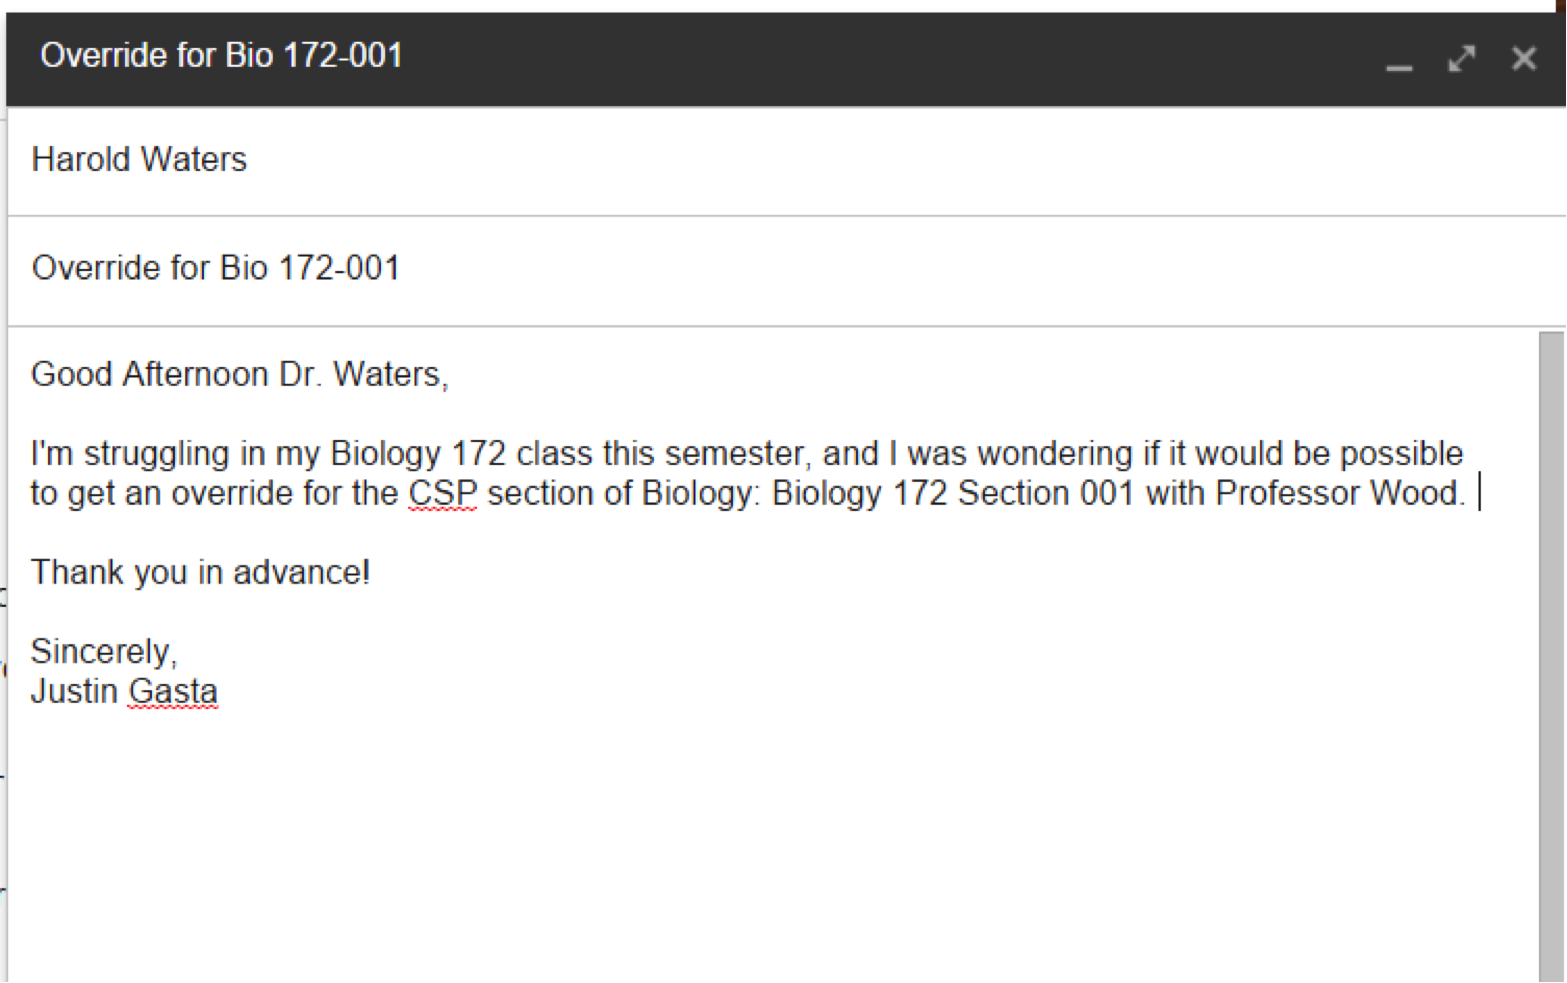 Override for Bio 172-001
Harold Waters
Override for Bio 172-001
Good Afternoon Dr. Waters,
I'm struggling in my Biology 172 class this semester, and I was wondering if it would be possible
to get an override for the CSP section of Biology: Biology 172 Section 001 with Professor Wood.
Thank you in advance!
Sincerely,
Justin Gasta